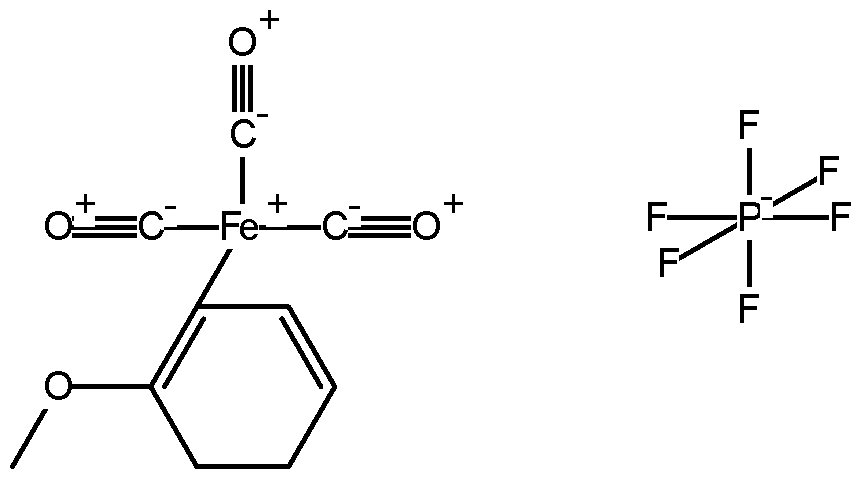 O+
C-
O+ C- Fe+ C- O+
O
F
F
F P- F
F
F